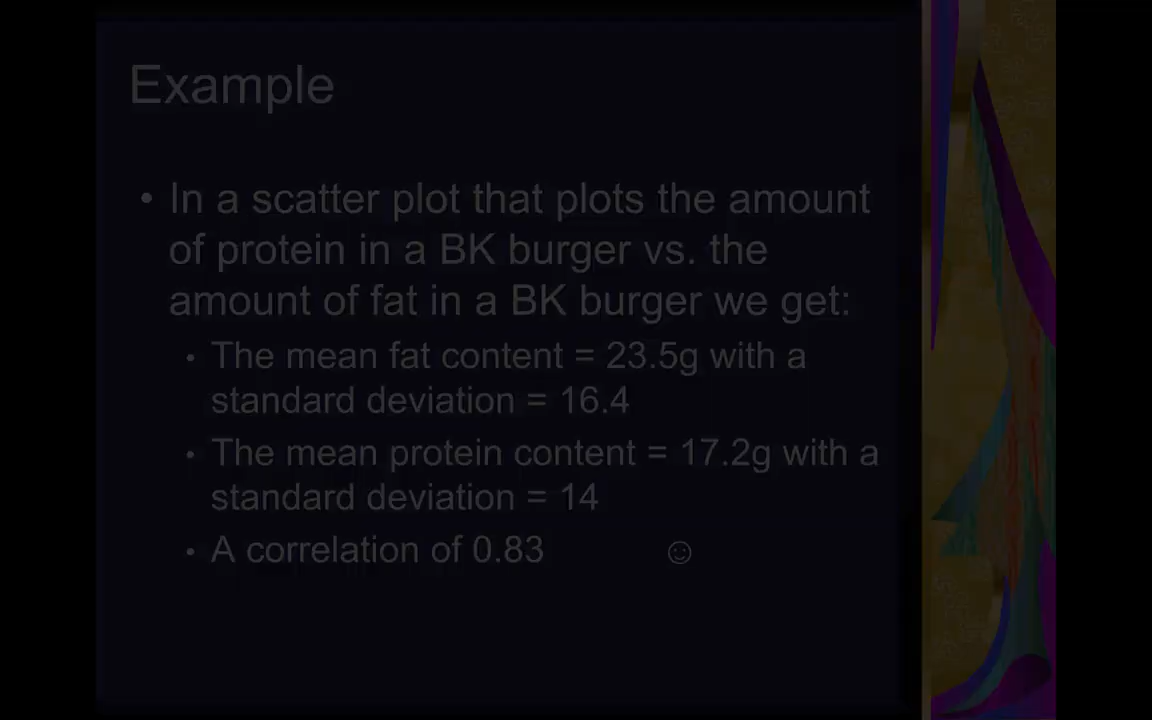 Example
• In a scatter plot that plots the amount
of protein in a BK burger vs. the
amount of fat in a BK burger we get:
• The mean fat content = 23.5g with a
standard deviation = 16.4
• The mean protein content = 17.2g with a
standard deviation = 14
• A correlation of 0.83 ☺